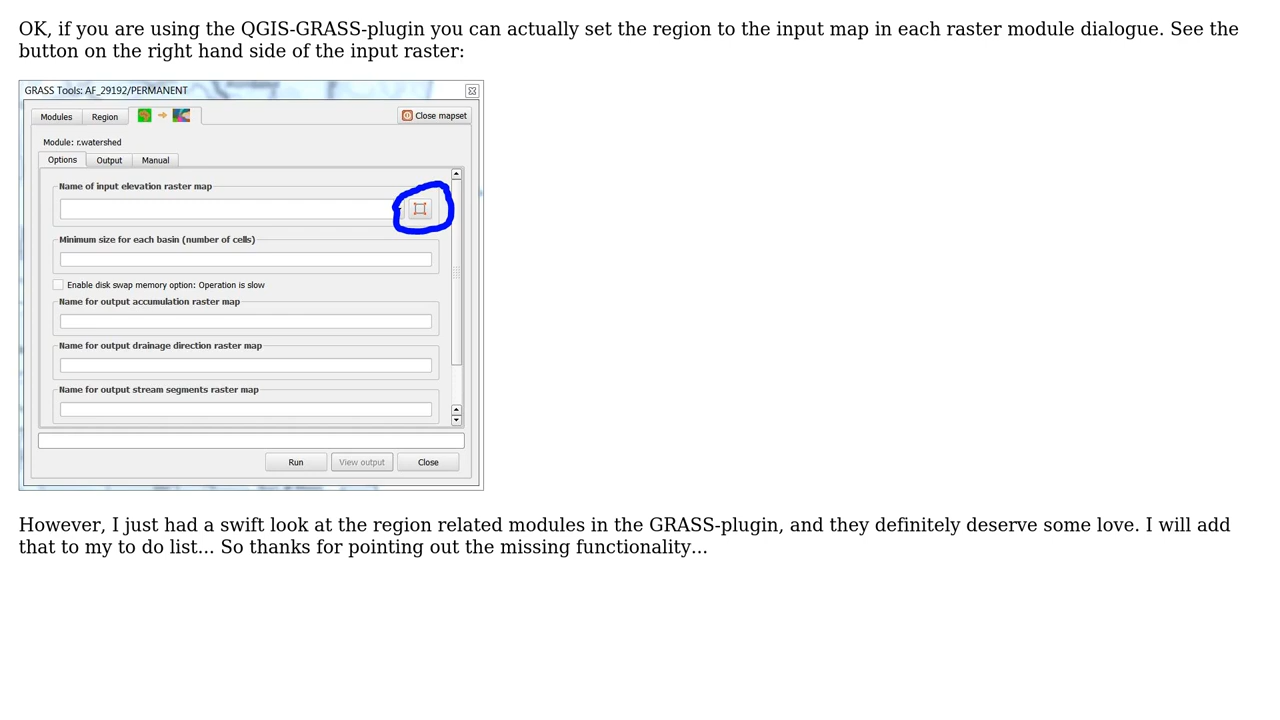 OK, if you are using the QGIS-GRASS-plugin you can actually set the region to the input map in each raster module dialogue. See the
button on the right hand side of the input raster:
GRASS Tools: AF_29192/PERMANENT
Modules Region Close mapset
Module: r.watershed
Options Output Manual
Name of input elevation raster map
Minimum size for each basin (number of cells)
Enable disk swap memory option: Operation is slow
Name for output accumulation raster map
Name for output drainage direction raster map
Name for output stream segments raster map
Run View output Close
However, I just had a swift look at the region related modules in the GRASS-plugin, and they definitely deserve some love. I will add
that to my to do list... So thanks for pointing out the missing functionality...